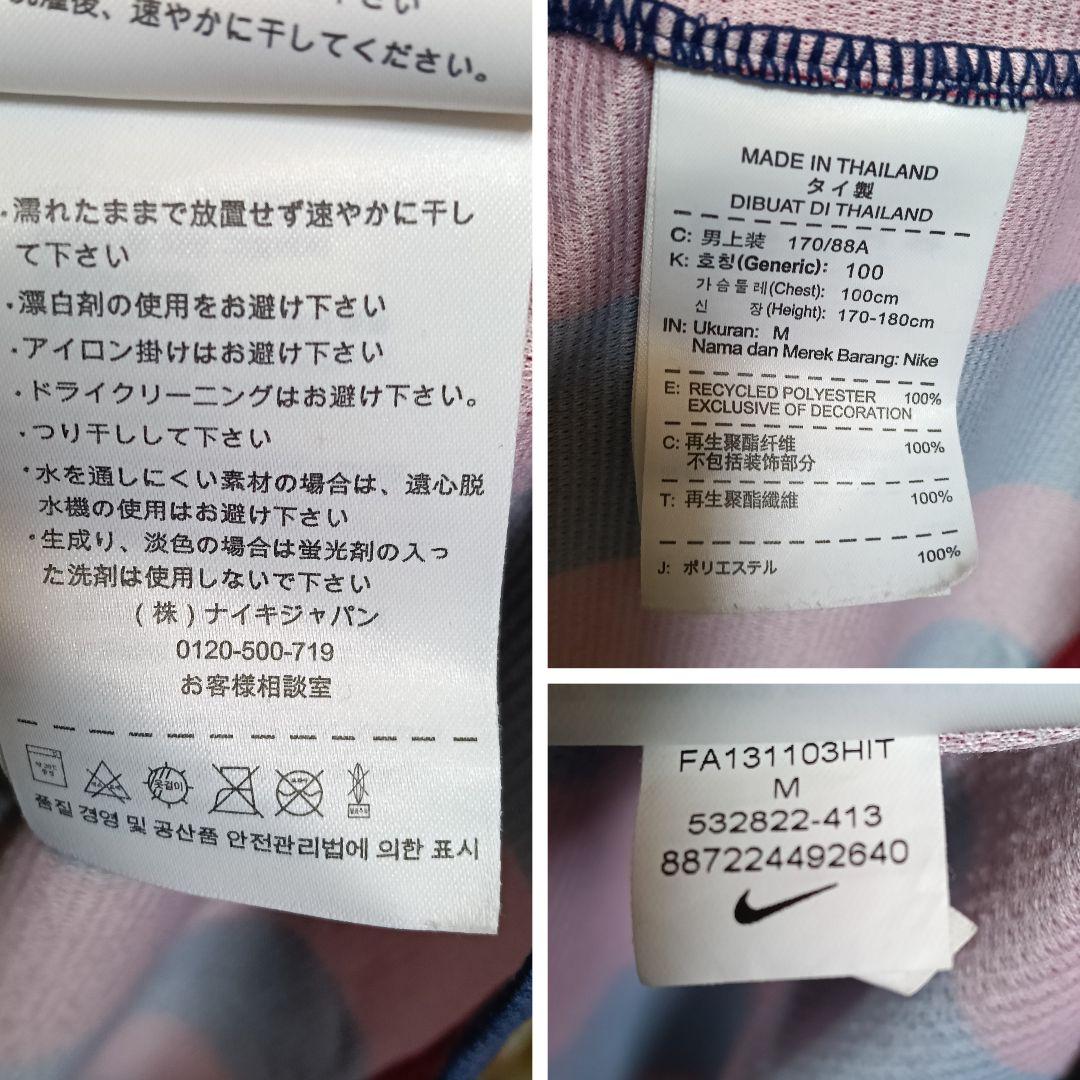 洗濯後、速やかに干してください。
・濡れたままで放置せず速やかに干し
て下さい
・漂白剤の使用をお避け下さい
・アイロン掛けはお避け下さい
・ドライクリーニングはお避け下さい。
・つり干しして下さい
・水を通しにくい素材の場合は、遠心脱
水機の使用はお避け下さい
・生成り、淡色の場合は蛍光剤の入っ
た洗剤は使用しないで下さい
(株)ナイキジャパン
0120-500-719
お客様相談室
옷걸이
품질 경영 및 공산품 안전관리법에 의한 표시
MADE IN THAILAND
タイ製
DIBUAT DI THAILAND
C: 男上装 170/88A
K: 호칭(Generic): 100
가슴둘레(Chest): 100cm
신 장(Height): 170-180cm
IN: Ukuran: M
Nama dan Merek Barang: Nike
E: RECYCLED POLYESTER 100%
EXCLUSIVE OF DECORATION
C: 再生聚酯纤维 100%
不包括装饰部分
T: 再生聚酯纖維 100%
J: ポリエステル 100%
FA131103HIT
M
532822-413
887224492640